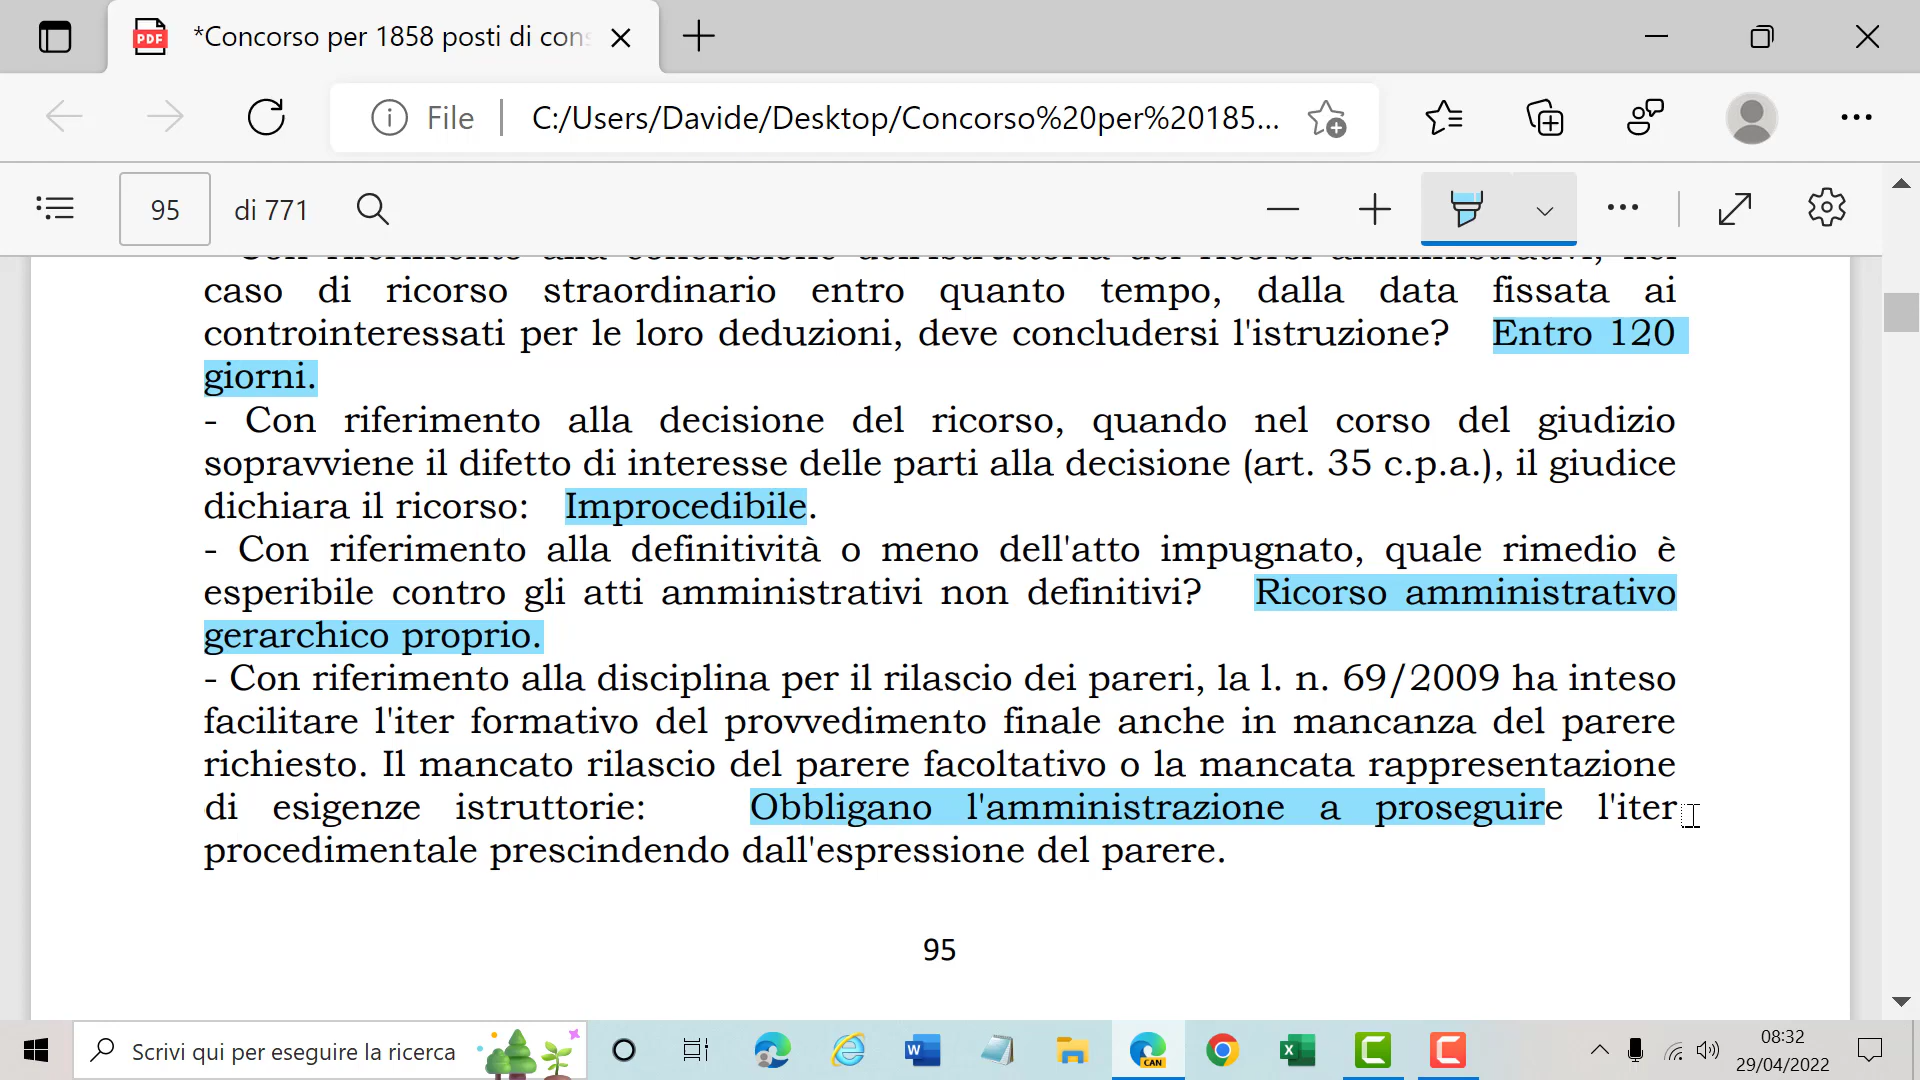 *Concorso per 1858 posti di con
File
C:/Users/Davide/Desktop/Concorso%20per%20185...
95
di 771
caso di ricorso straordinario entro quanto tempo, dalla data fissata ai
controinteressati per le loro deduzioni, deve concludersi l'istruzione? Entro 120
giorni.
- Con riferimento alla decisione del ricorso, quando nel corso del giudizio
sopravviene il difetto di interesse delle parti alla decisione (art. 35 c.p.a.), il giudice
dichiara il ricorso: Improcedibile.
- Con riferimento alla definitività o meno dell'atto impugnato, quale rimedio è
esperibile contro gli atti amministrativi non definitivi? Ricorso amministrativo
gerarchico proprio.
- Con riferimento alla disciplina per il rilascio dei pareri, la l. n. 69/2009 ha inteso
facilitare l'iter formativo del provvedimento finale anche in mancanza del parere
richiesto. Il mancato rilascio del parere facoltativo o la mancata rappresentazione
di esigenze istruttorie: Obbligano l'amministrazione a proseguire l'iter
procedimentale prescindendo dall'espressione del parere.
95
Scrivi qui per eseguire la ricerca
08:32
29/04/2022